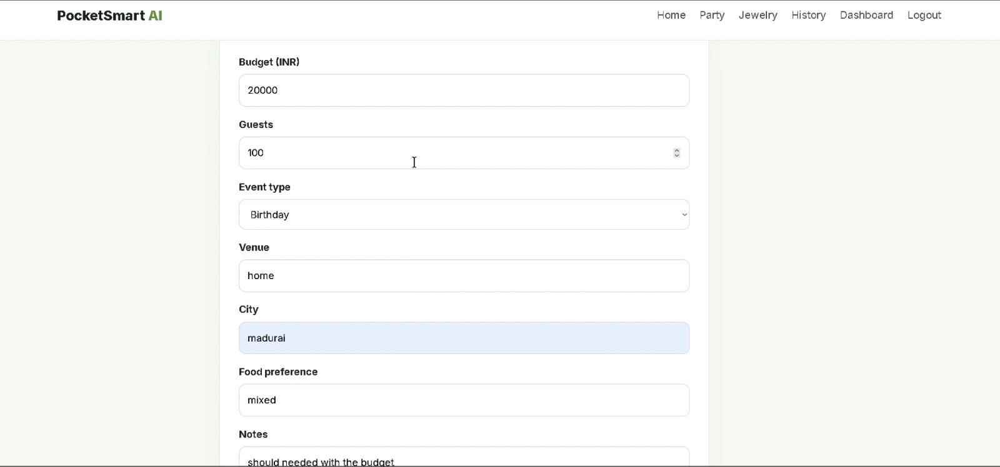 PocketSmart AI
Home Party Jewelry History Dashboard Logout
Budget (INR)
20000
Guests
100
Event type
Birthday
Venue
home
City
madurai
Food preference
mixed
Notes
should needed with the budget